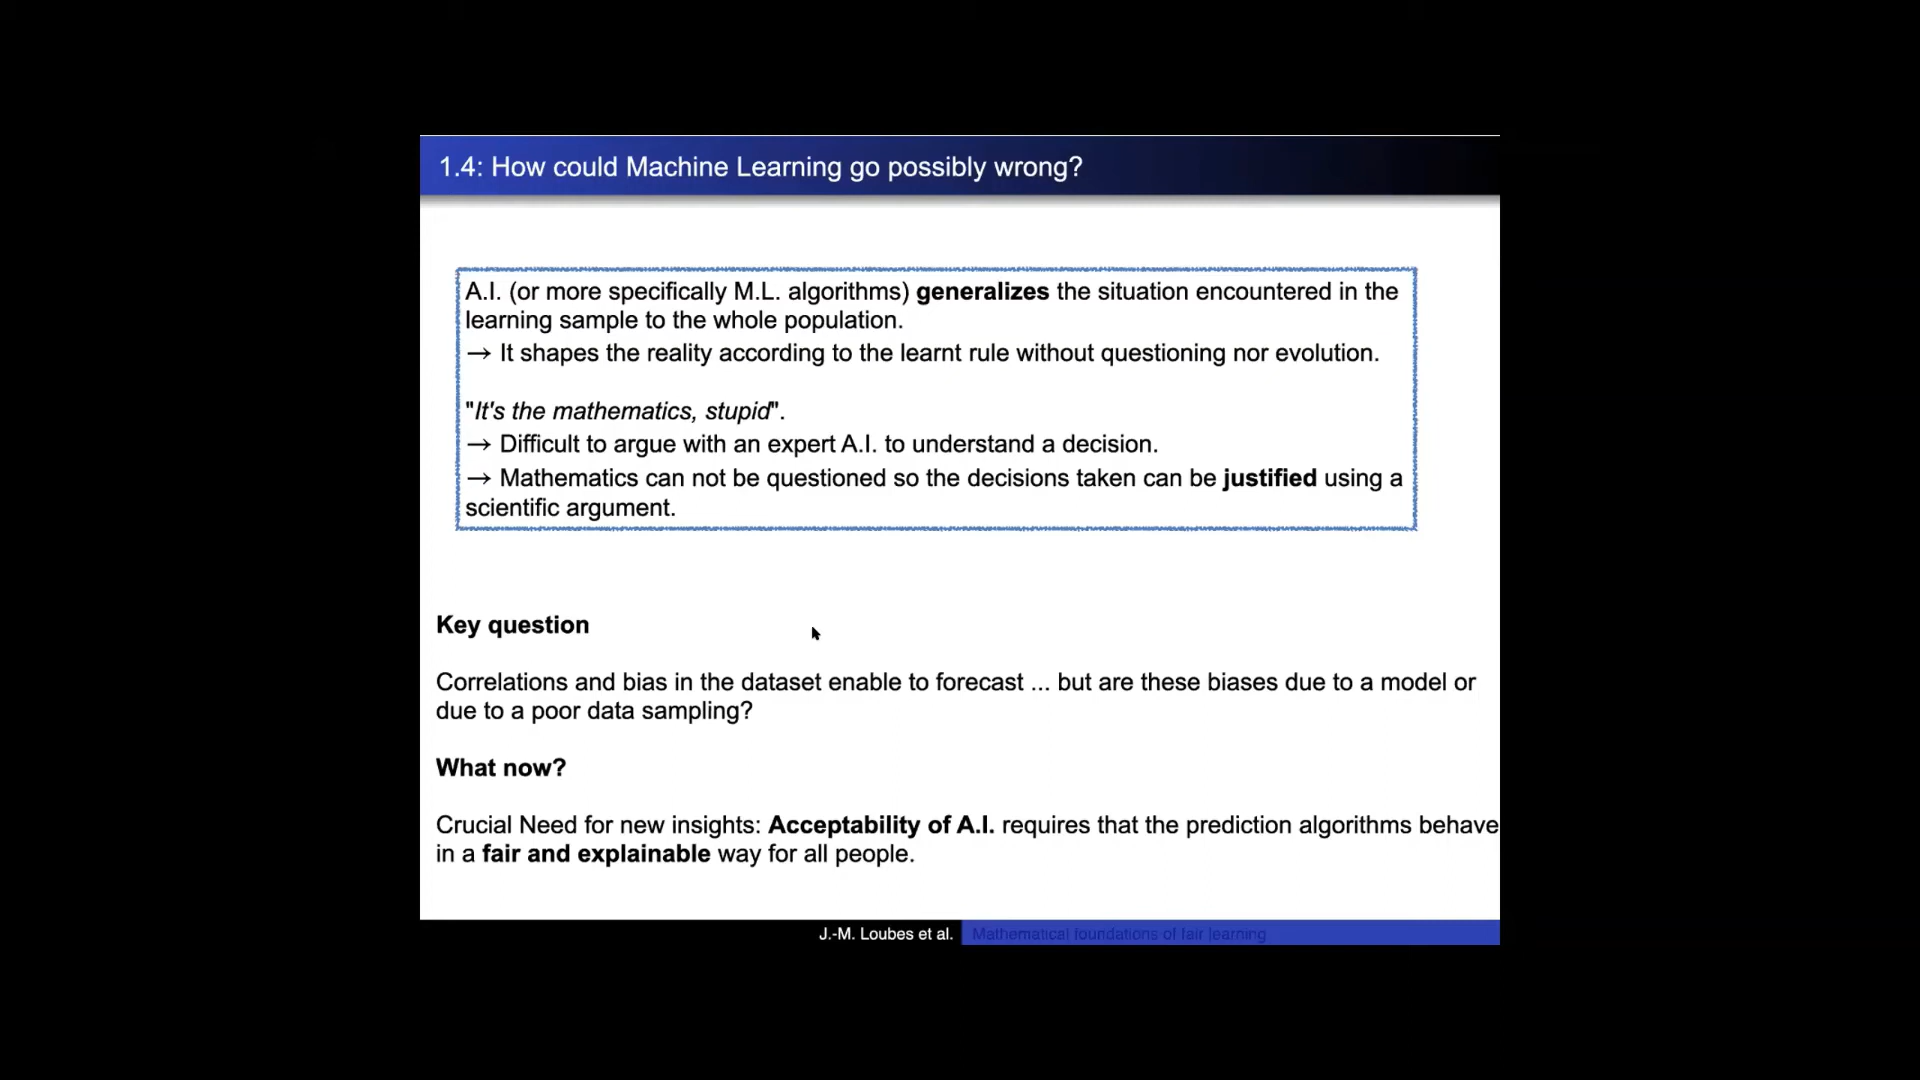 1.4: How could Machine Learning go possibly wrong?
A.I. (or more specifically M.L. algorithms) generalizes the situation encountered in the
learning sample to the whole population.
→ It shapes the reality according to the learnt rule without questioning nor evolution.
"It's the mathematics, stupid".
→ Difficult to argue with an expert A.I. to understand a decision.
→ Mathematics can not be questioned so the decisions taken can be justified using a
scientific argument.
Key question
Correlations and bias in the dataset enable to forecast ... but are these biases due to a model or
due to a poor data sampling?
What now?
Crucial Need for new insights: Acceptability of A.I. requires that the prediction algorithms behave
in a fair and explainable way for all people.
J.-M. Loubes et al. Mathematical foundations of fair learning